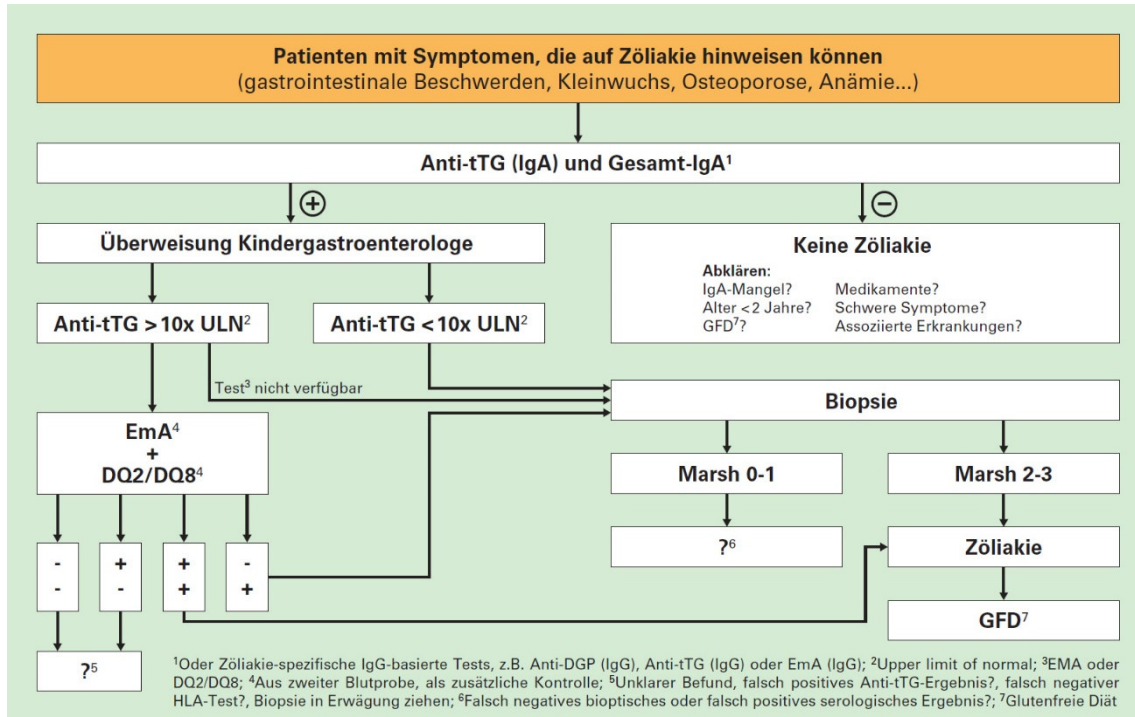 Patienten mit Symptomen, die auf Zöliakie hinweisen können
(gastrointestinale Beschwerden, Kleinwuchs, Osteoporose, Anämie...)
Anti-tTG (IgA) und Gesamt-IgA¹
+
−
Überweisung Kindergastroenterologe
Keine Zöliakie
Abklären:
IgA-Mangel? Medikamente?
Alter <2 Jahre? Schwere Symptome?
GFD⁷? Assoziierte Erkrankungen?
Anti-tTG >10x ULN²
Anti-tTG <10x ULN²
Test³ nicht verfügbar
Biopsie
EmA⁴
+
DQ2/DQ8⁴
Marsh 0-1
Marsh 2-3
- + + -
- - + +
?⁶
Zöliakie
GFD⁷
?⁵
¹Oder Zöliakie-spezifische IgG-basierte Tests, z.B. Anti-DGP (IgG), Anti-tTG (IgG) oder EmA (IgG); ²Upper limit of normal; ³EMA oder
DQ2/DQ8; ⁴Aus zweiter Blutprobe, als zusätzliche Kontrolle; ⁵Unklarer Befund, falsch positives Anti-tTG-Ergebnis?, falsch negativer
HLA-Test?, Biopsie in Erwägung ziehen; ⁶Falsch negatives bioptisches oder falsch positives serologisches Ergebnis?; ⁷Glutenfreie Diät